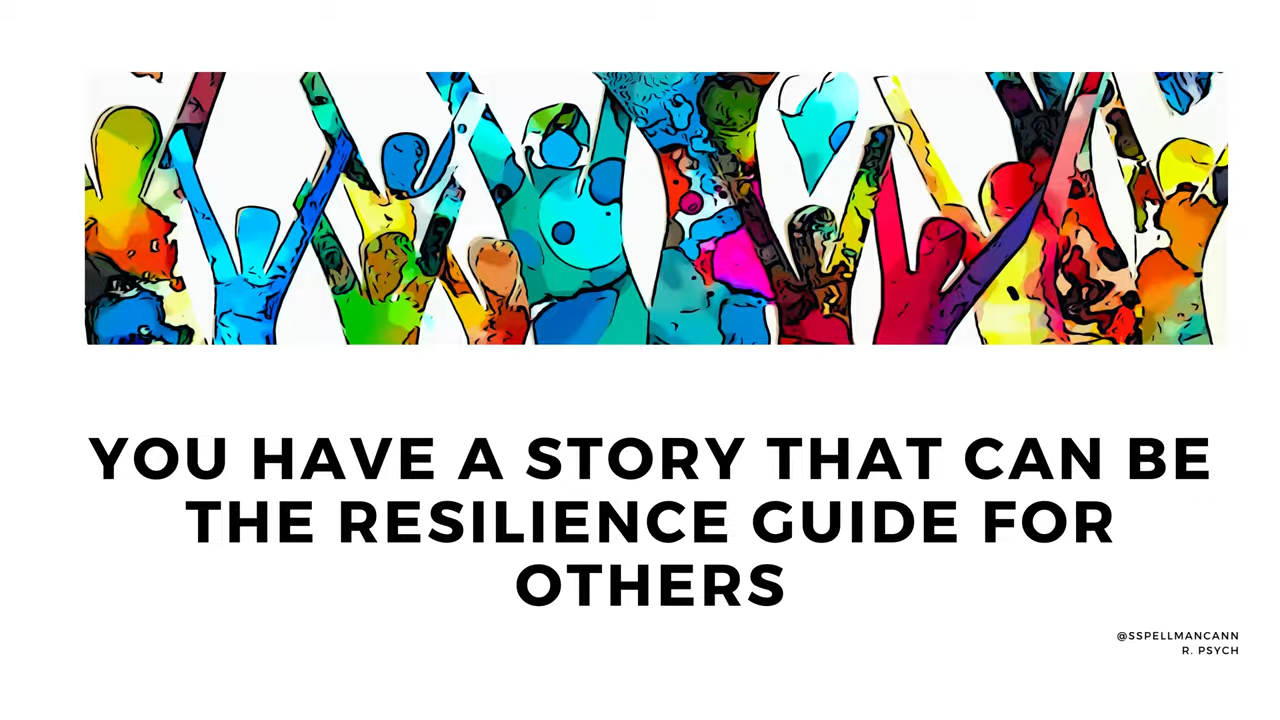 YOU HAVE A STORY THAT CAN BE
THE RESILIENCE GUIDE FOR
OTHERS
@SSPELLMANCANN
R. PSYCH